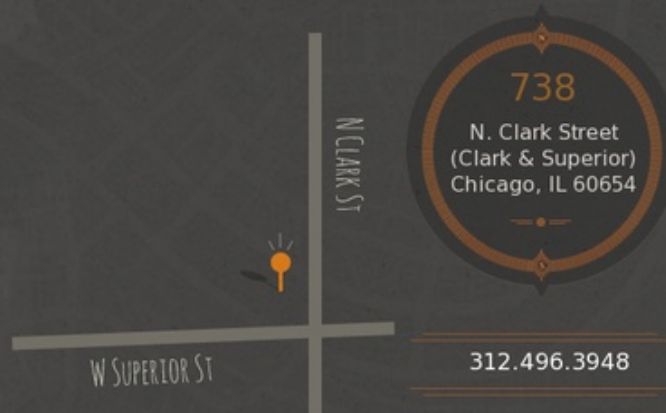 N CLARK ST
W SUPERIOR ST
738
N. Clark Street
(Clark & Superior)
Chicago, IL 60654
312.496.3948